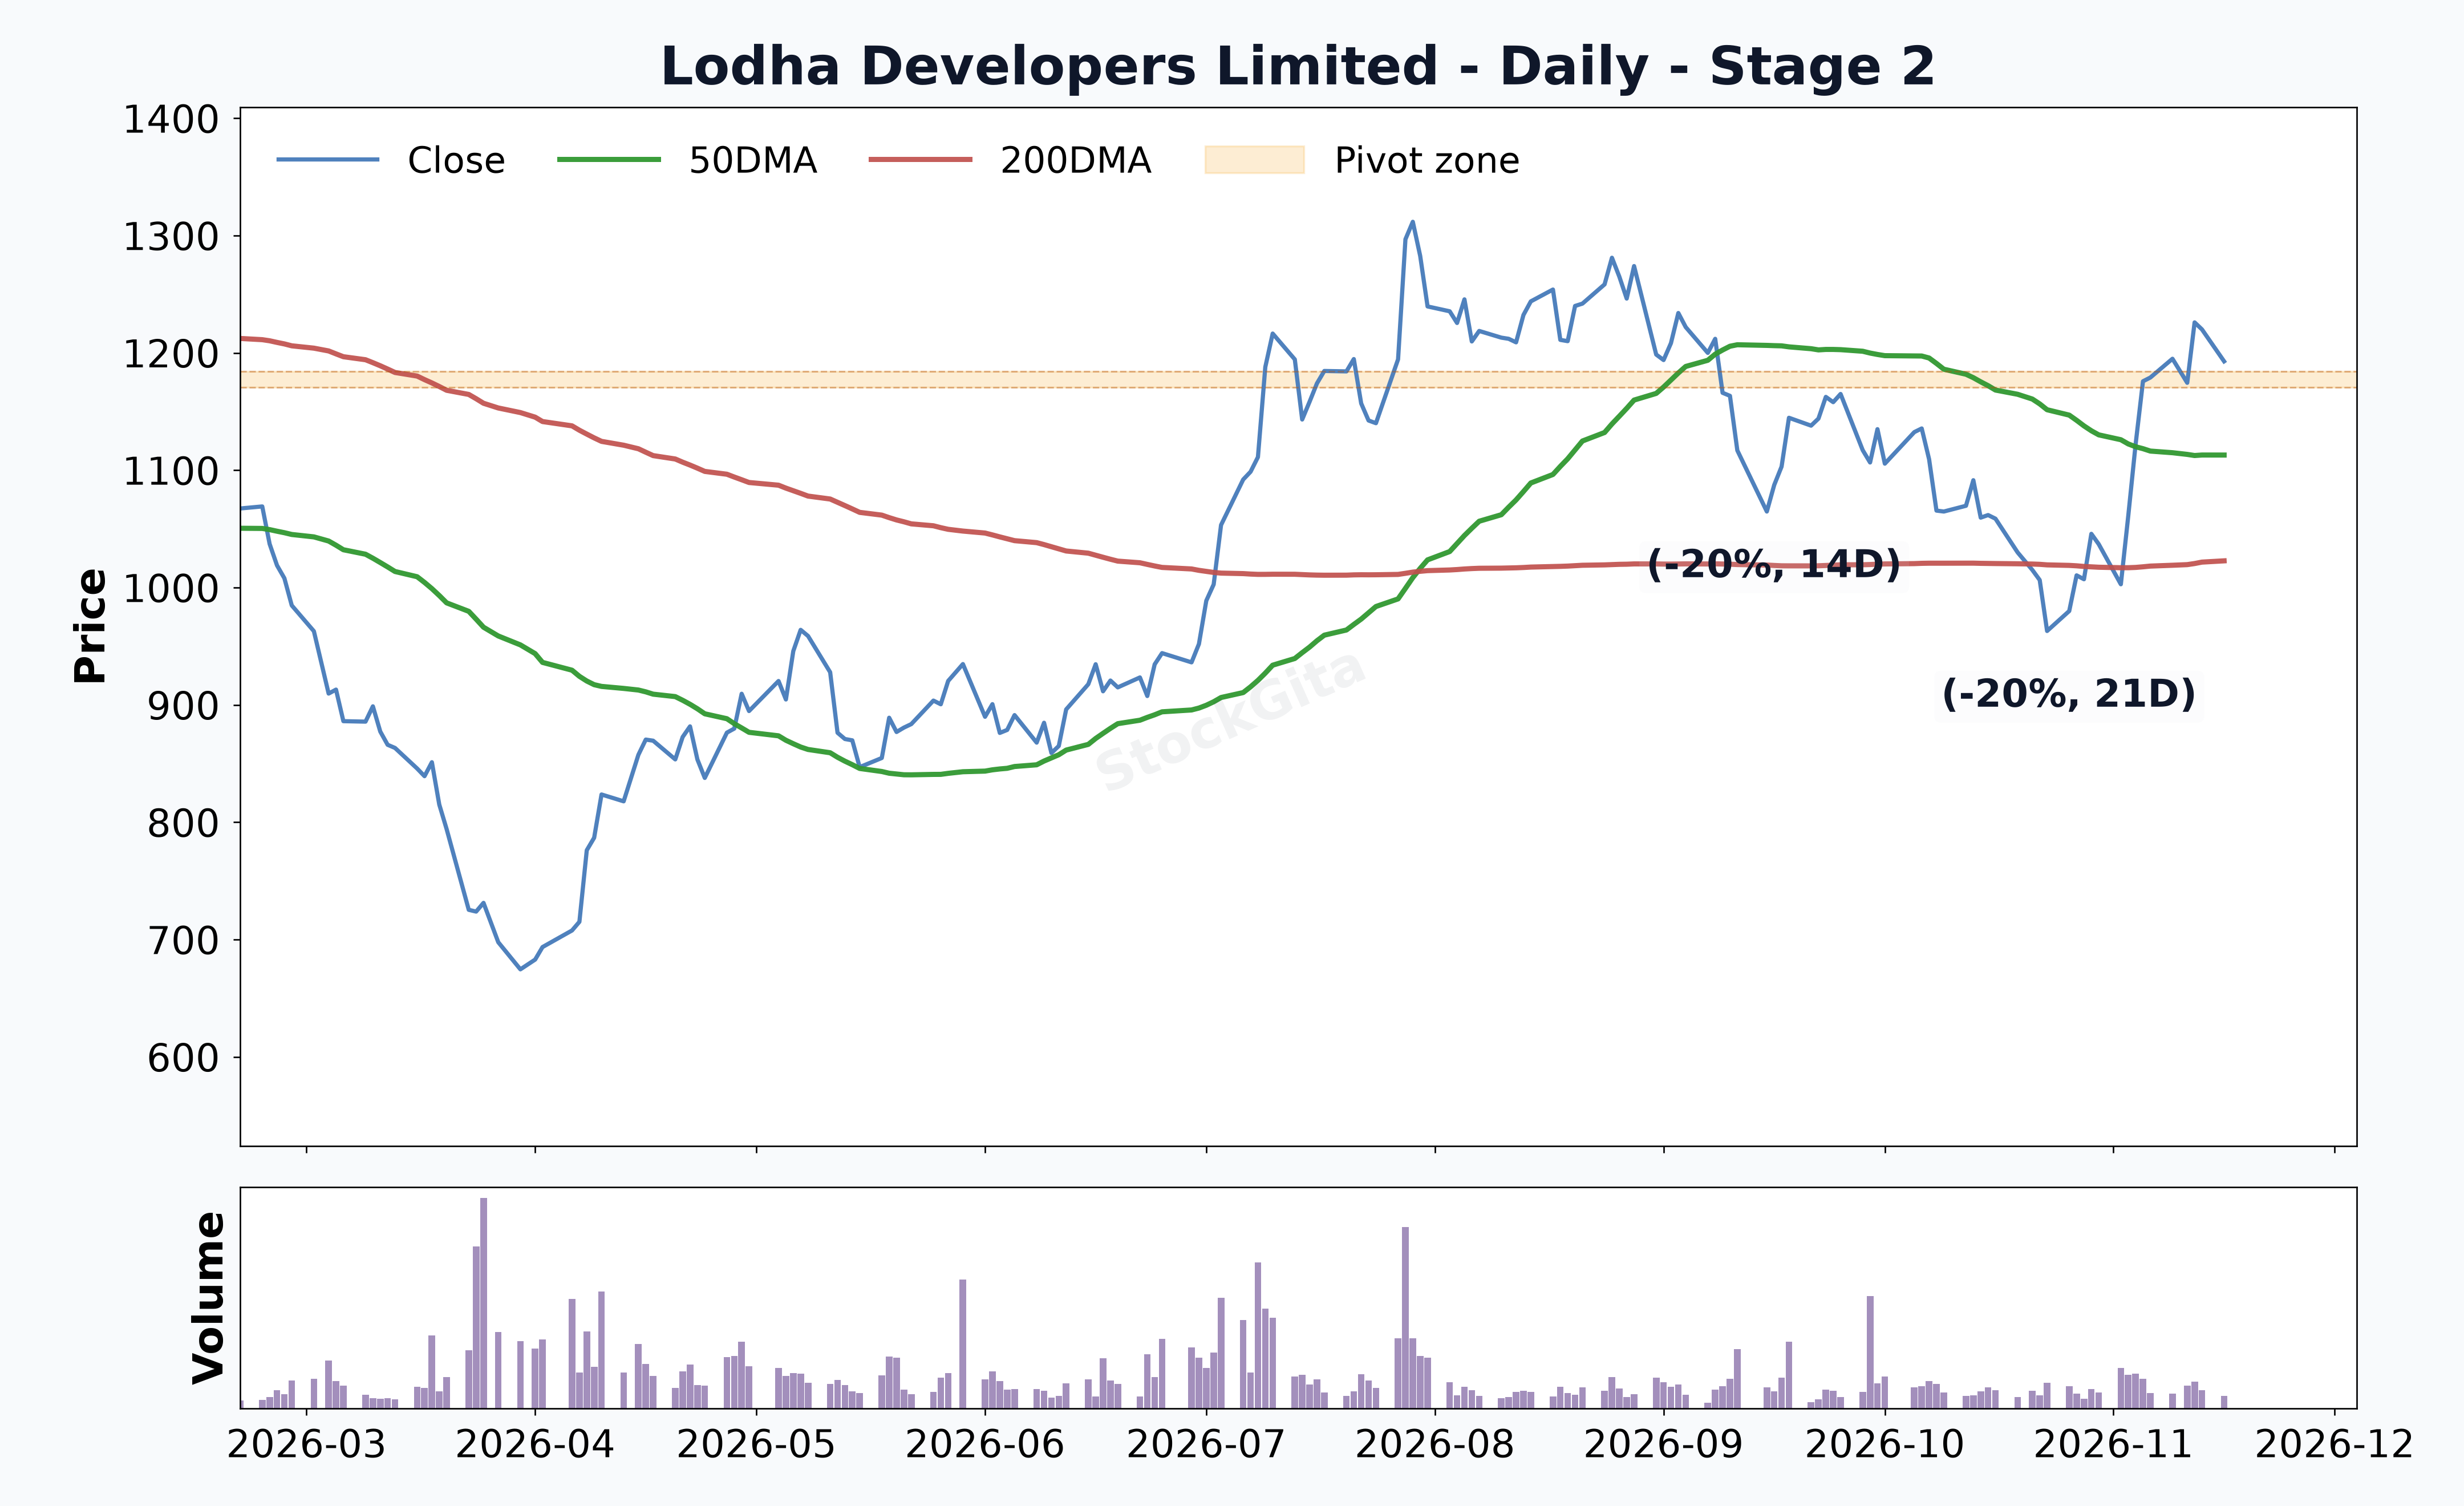 Lodha Developers Limited - Daily - Stage 2
1400
1300
1200
1100
1000
900
800
700
600
Price
Close 50DMA 200DMA Pivot zone
(-20%, 14D)
(-20%, 21D)
StockGita
Volume
2026-03 2026-04 2026-05 2026-06 2026-07 2026-08 2026-09 2026-10 2026-11 2026-12